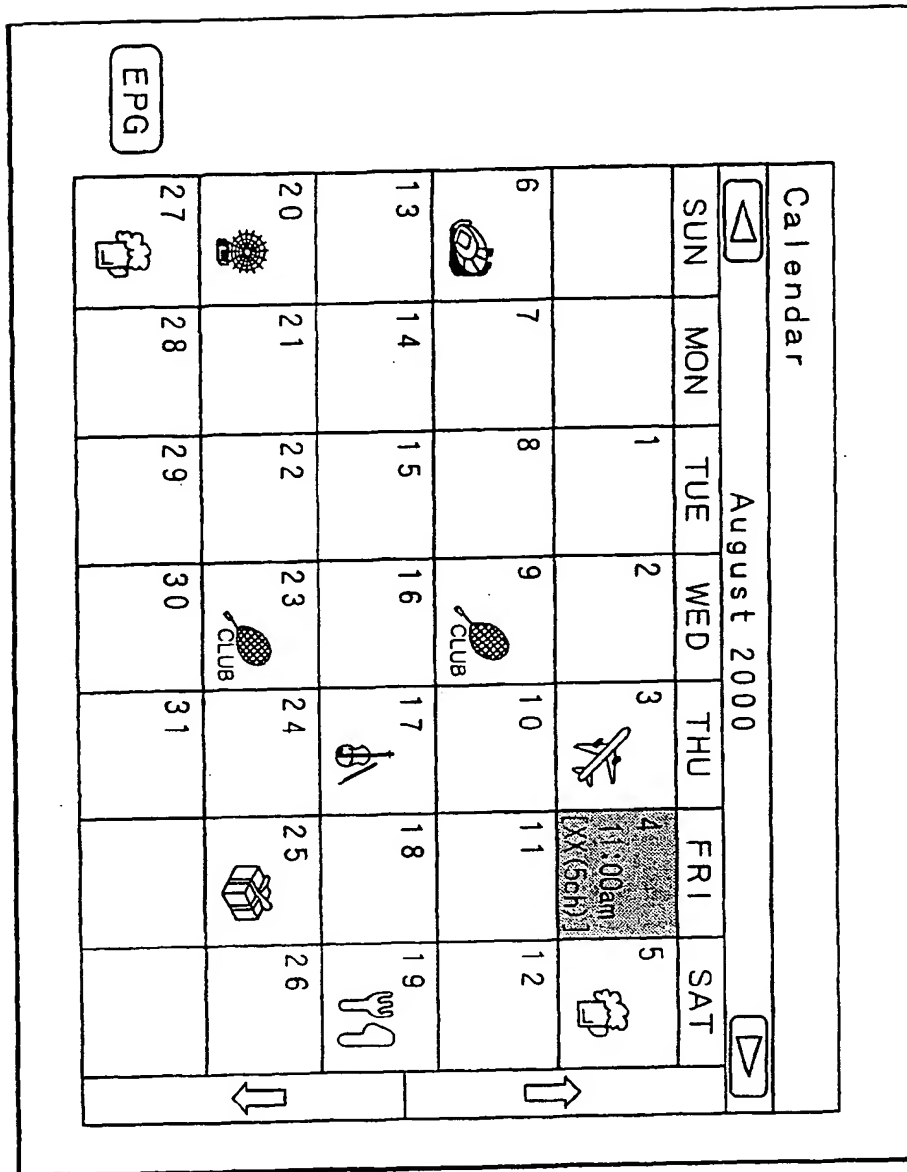 Calendar
August 2000
SUN MON TUE WED THU FRI SAT
1 2 3 4 5
11:00am
[XX(5ch)]
6 7 8 9 10 11 12
CLUB
13 14 15 16 17 18 19
20 21 22 23 24 25 26
CLUB
27 28 29 30 31
EPG